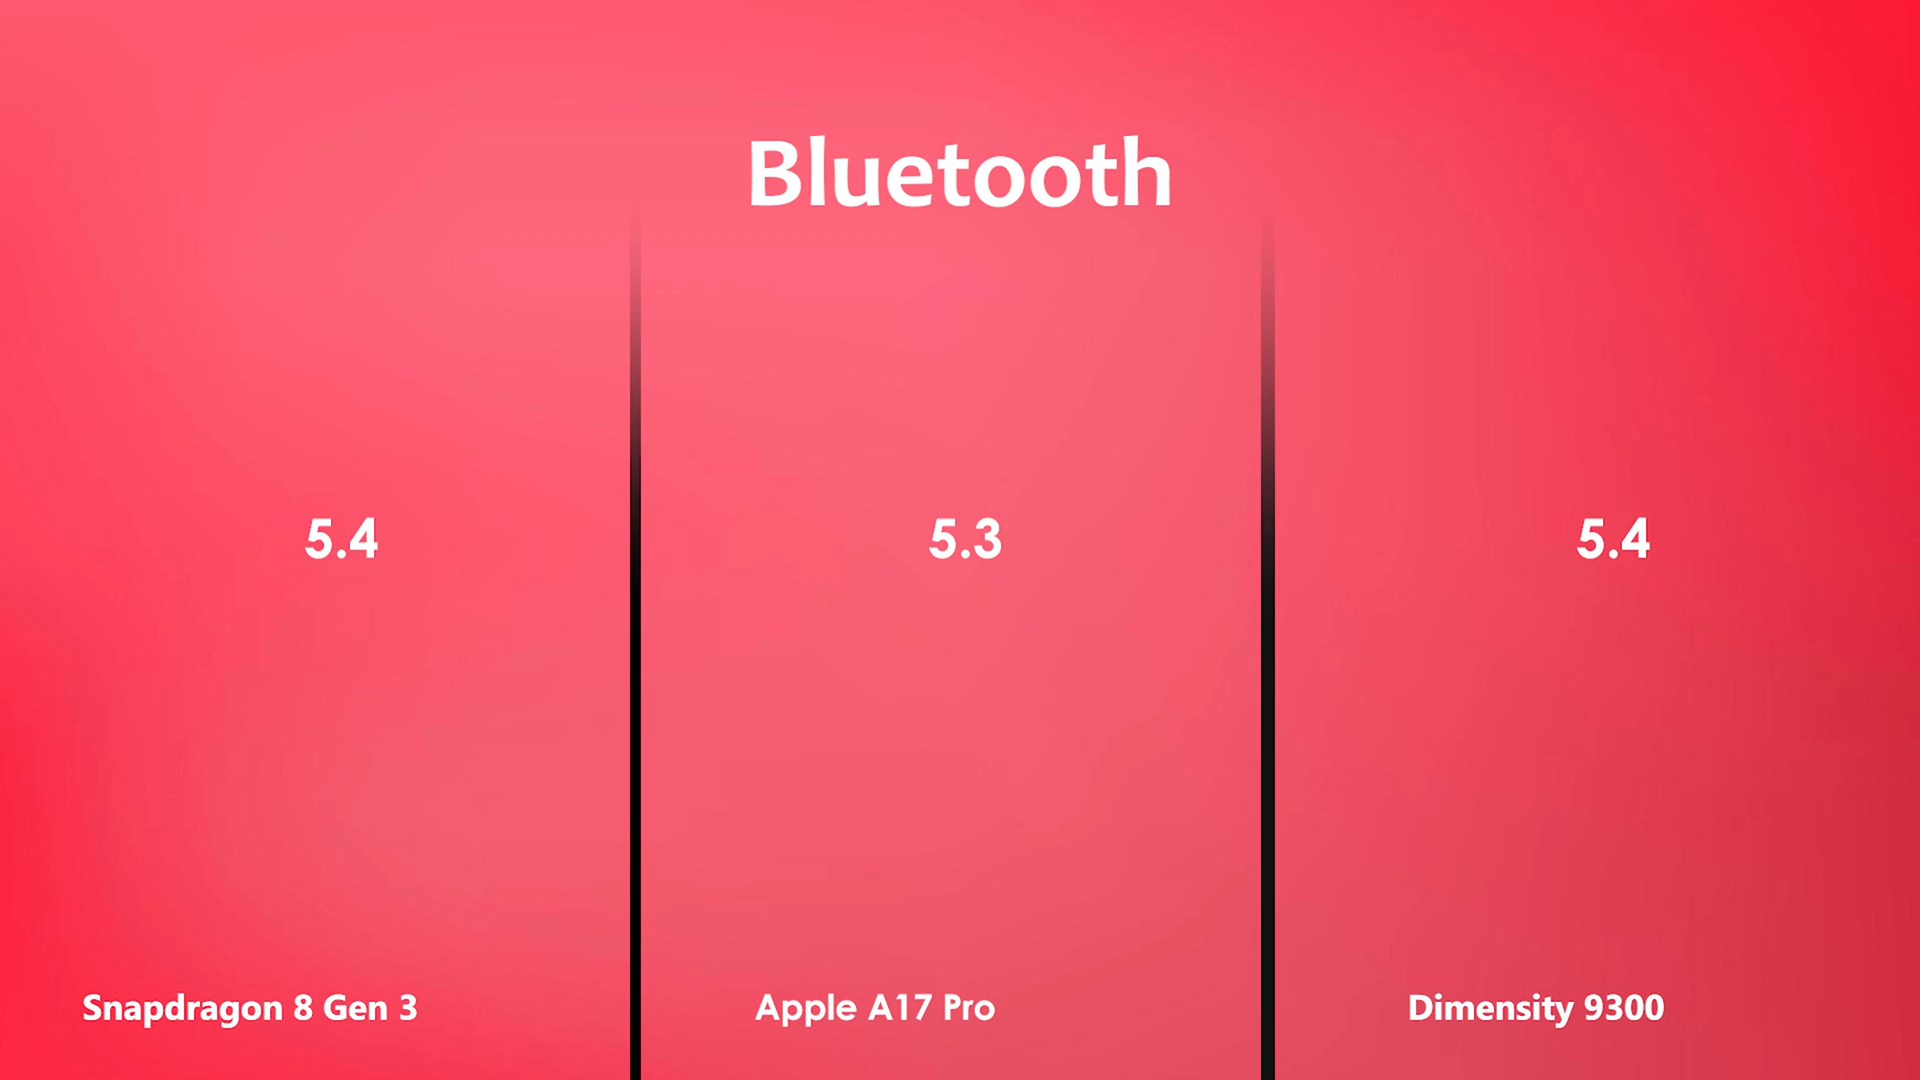 Bluetooth
5.4
5.3
5.4
Snapdragon 8 Gen 3
Apple A17 Pro
Dimensity 9300